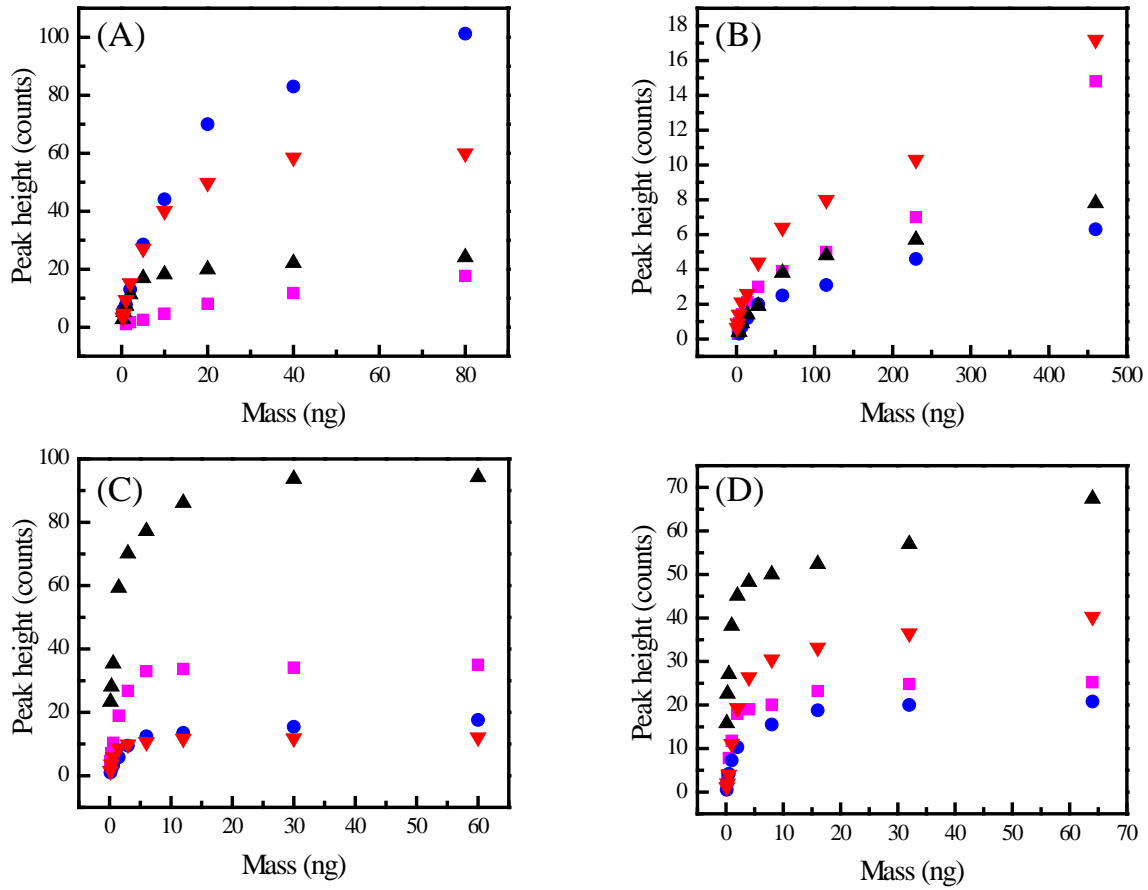 (A)
Peak height (counts)
100
80
60
40
20
0
0 20 40 60 80
Mass (ng)
(B)
Peak height (counts)
18
16
14
12
10
8
6
4
2
0
0 100 200 300 400 500
Mass (ng)
(C)
Peak height (counts)
100
80
60
40
20
0
0 10 20 30 40 50 60
Mass (ng)
(D)
Peak height (counts)
70
60
50
40
30
20
10
0
0 10 20 30 40 50 60 70
Mass (ng)